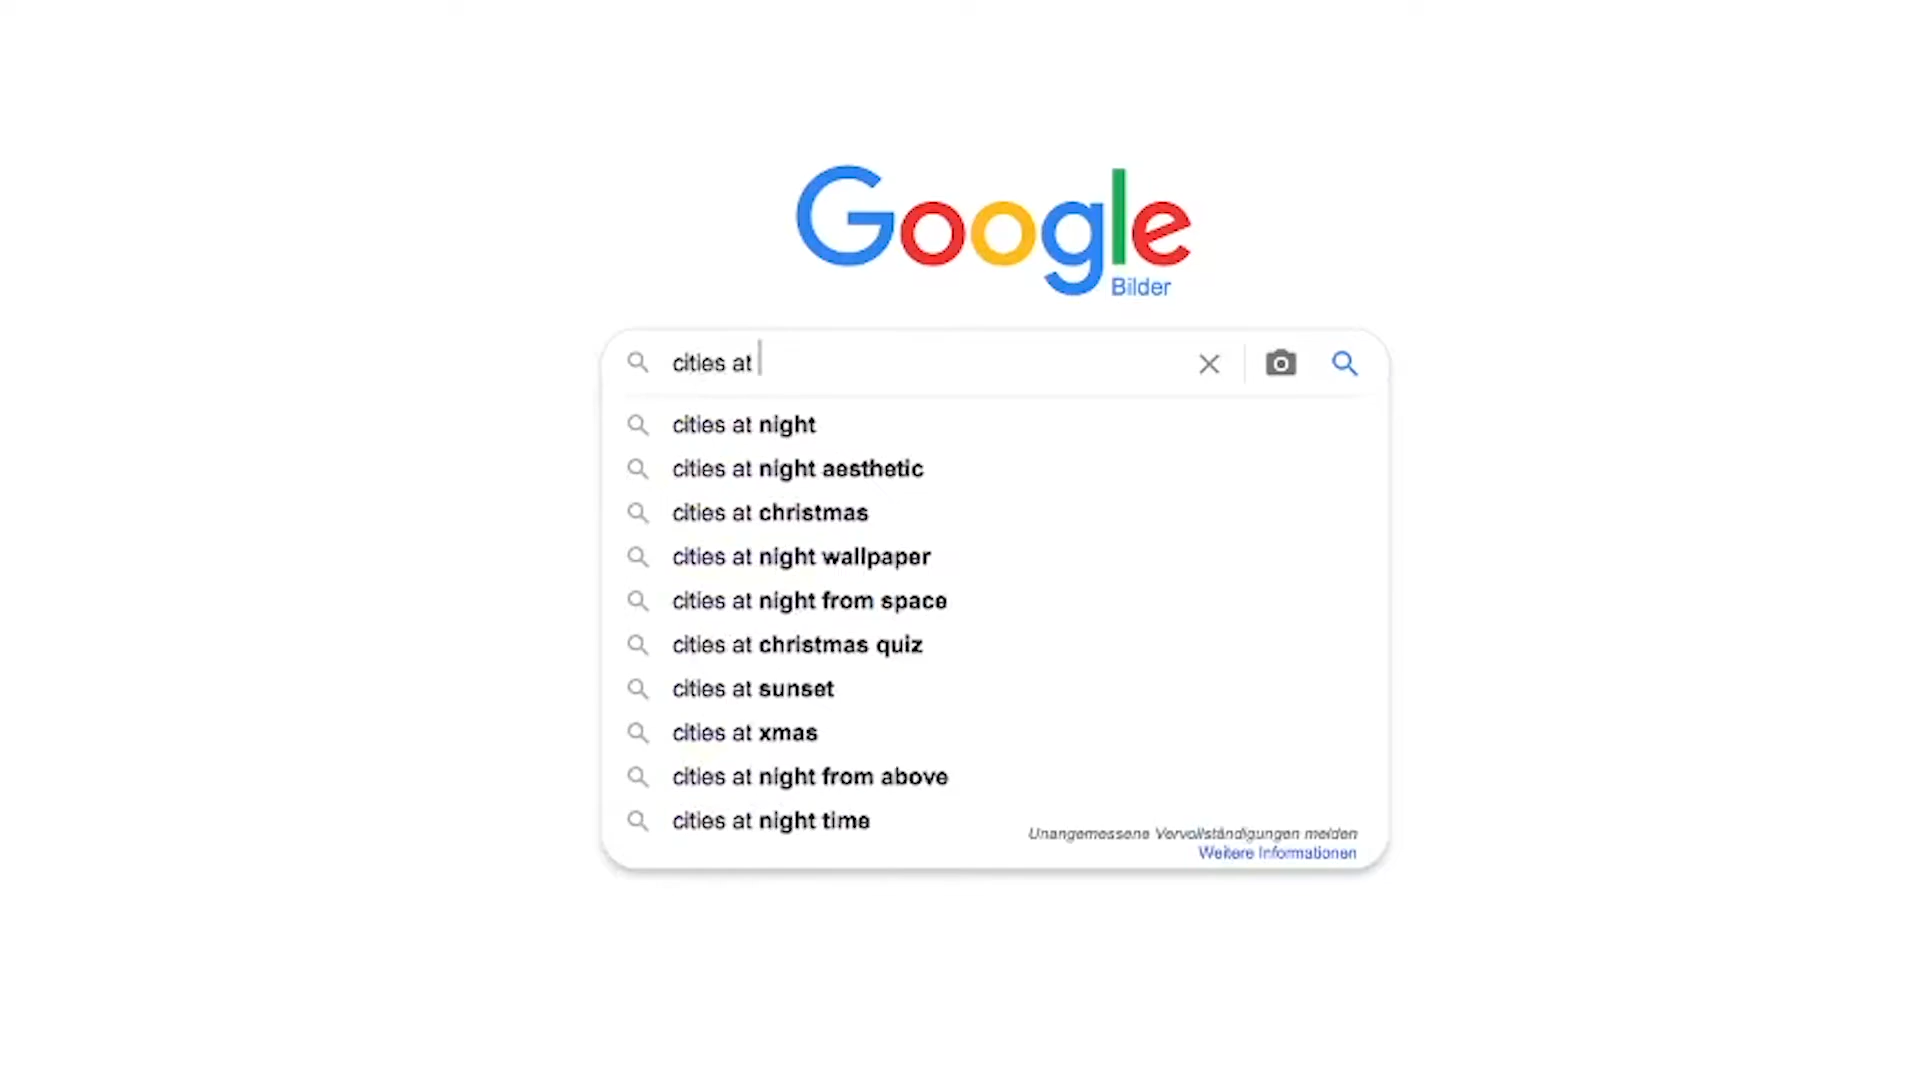 Google
Bilder
cities at
cities at night
cities at night aesthetic
cities at christmas
cities at night wallpaper
cities at night from space
cities at christmas quiz
cities at sunset
cities at xmas
cities at night from above
cities at night time
Unangemessene Vervollständigungen melden
Weitere Informationen